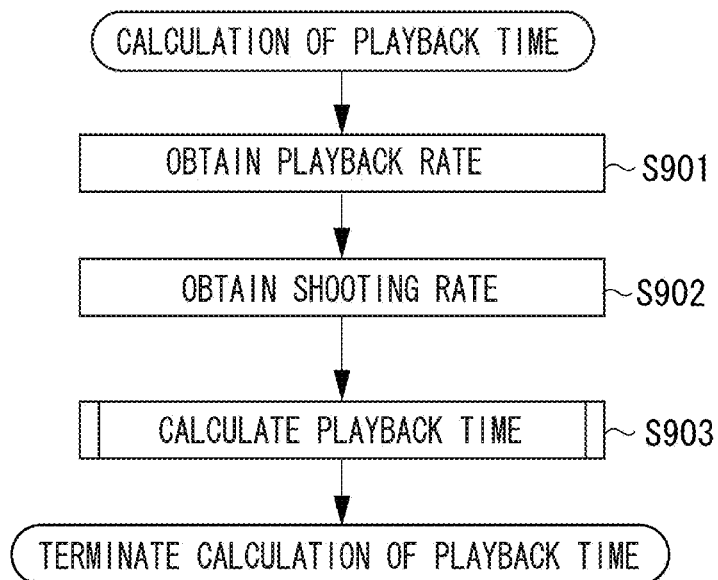 CALCULATION OF PLAYBACK TIME
OBTAIN PLAYBACK RATE S901
OBTAIN SHOOTING RATE S902
CALCULATE PLAYBACK TIME S903
TERMINATE CALCULATION OF PLAYBACK TIME